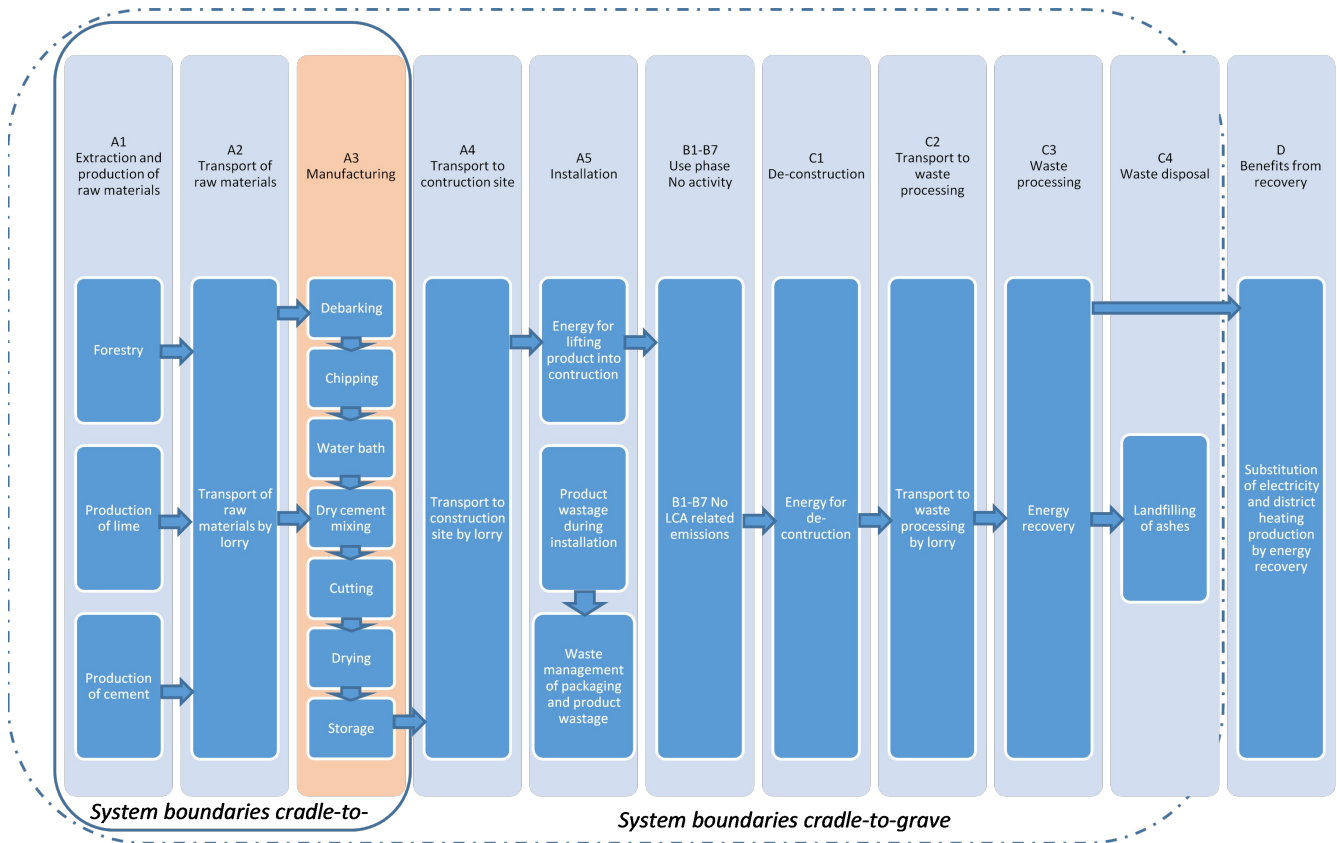 A1
Extraction and
production of
raw materials
A2
Transport of
raw materials
A3
Manufacturing
A4
Transport to
contruction site
A5
Installation
B1-B7
Use phase
No activity
C1
De-construction
C2
Transport to
waste
processing
C3
Waste
processing
C4
Waste disposal
D
Benefits from
recovery
Forestry
Production
of lime
Production
of cement
Transport of
raw
materials by
lorry
Debarking
Chipping
Water bath
Dry cement
mixing
Cutting
Drying
Storage
Transport to
construction
site by lorry
Energy for
lifting
product into
contruction
Product
wastage
during
installation
Waste
management
of packaging
and product
wastage
B1-B7 No
LCA related
emissions
Energy for
de-
contruction
Transport to
waste
processing
by lorry
Energy
recovery
Landfilling
of ashes
Substitution
of electricity
and district
heating
production
by energy
recovery
System boundaries cradle-to-
System boundaries cradle-to-grave